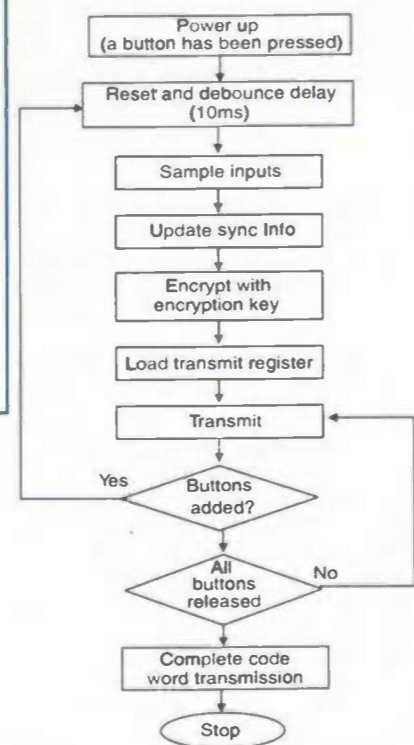 Power up
(a button has been pressed)
Reset and debounce delay
(10ms)
Sample inputs
Update sync Info
Encrypt with
encryption key
Load transmit register
Transmit
Yes
Buttons
added?
All
buttons
released
No
Complete code
word transmission
Stop